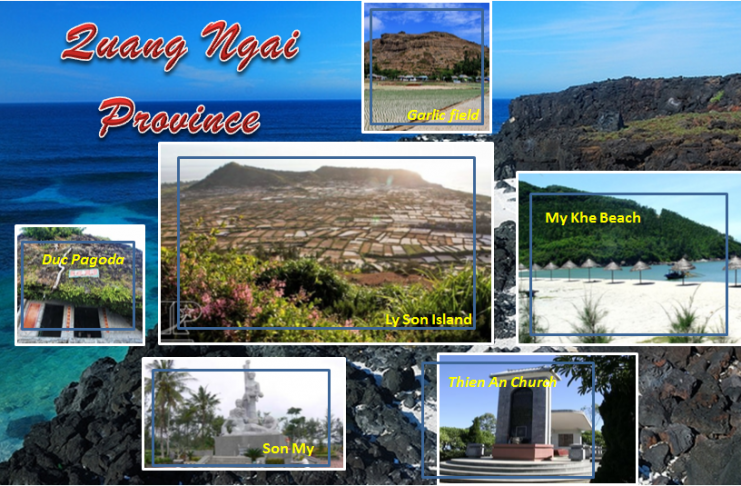 Quang Ngai
Province
Garlic field
My Khe Beach
Duc Pagoda
Ly Son Island
Thien An Church
Son My